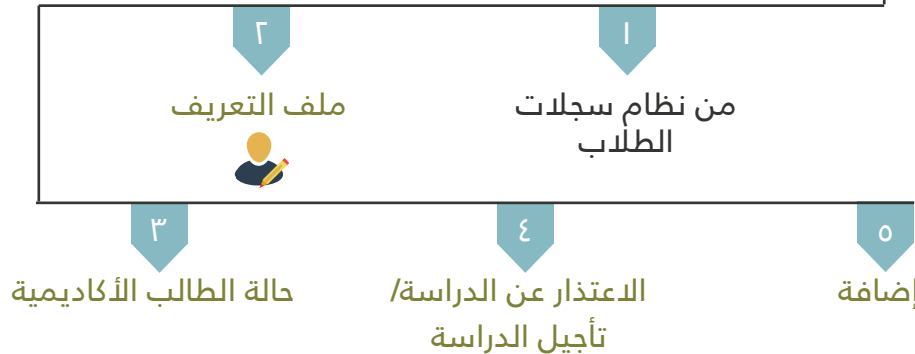 ١
من نظام سجلات
الطلاب
٢
ملف التعريف
٣
حالة الطالب الأكاديمية
٤
الاعتذار عن الدراسة/
تأجيل الدراسة
٥
إضافة